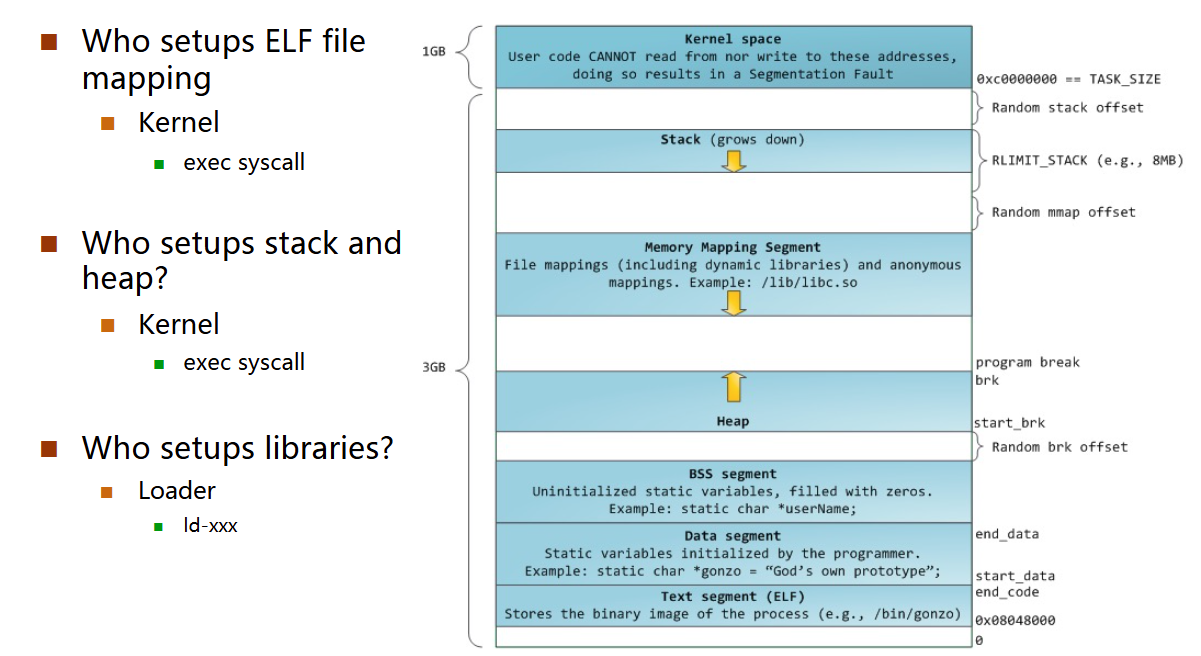 Who setups ELF file
mapping
Kernel
exec syscall
Who setups stack and
heap?
Kernel
exec syscall
Who setups libraries?
Loader
ld-xxx
1GB
3GB
Kernel space
User code CANNOT read from nor write to these addresses,
doing so results in a Segmentation Fault
0xc0000000 == TASK_SIZE
Random stack offset
Stack (grows down)
RLIMIT_STACK (e.g., 8MB)
Random mmap offset
Memory Mapping Segment
File mappings (including dynamic libraries) and anonymous
mappings. Example: /lib/libc.so
program break
brk
Heap
start_brk
Random brk offset
BSS segment
Uninitialized static variables, filled with zeros.
Example: static char *userName;
Data segment
Static variables initialized by the programmer.
Example: static char *gonzo = “God’s own prototype”;
end_data
start_data
end_code
Text segment (ELF)
Stores the binary image of the process (e.g., /bin/gonzo)
0x08048000
0